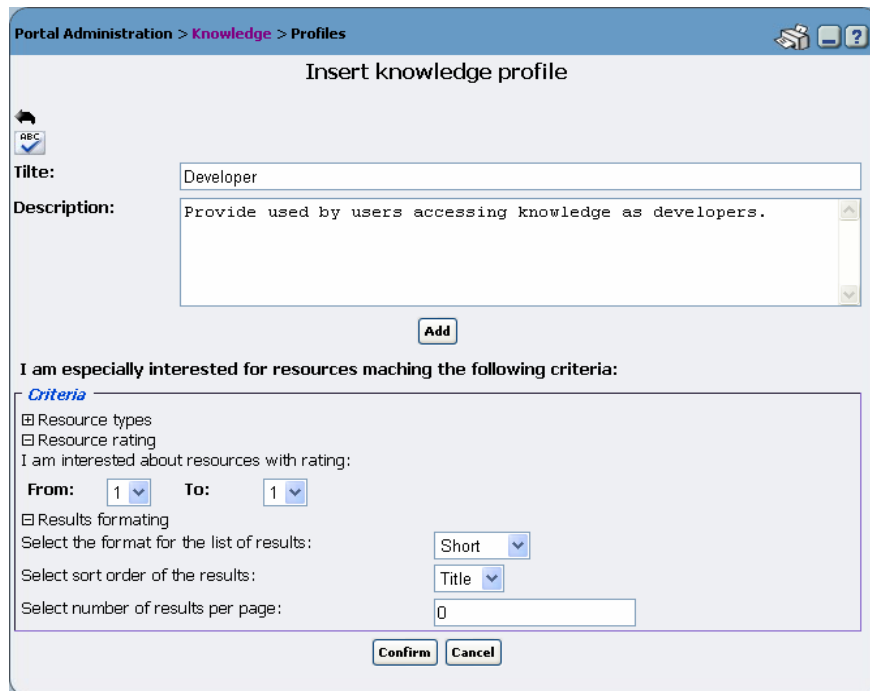 Portal Administration > Knowledge > Profiles
?
Insert knowledge profile
ABC
Tilte: Developer
Description: Provide used by users accessing knowledge as developers.
Add
I am especially interested for resources maching the following criteria:
Criteria
Resource types
Resource rating
I am interested about resources with rating:
From: 1 To: 1
Results formating
Select the format for the list of results: Short
Select sort order of the results: Title
Select number of results per page: 0
Confirm Cancel